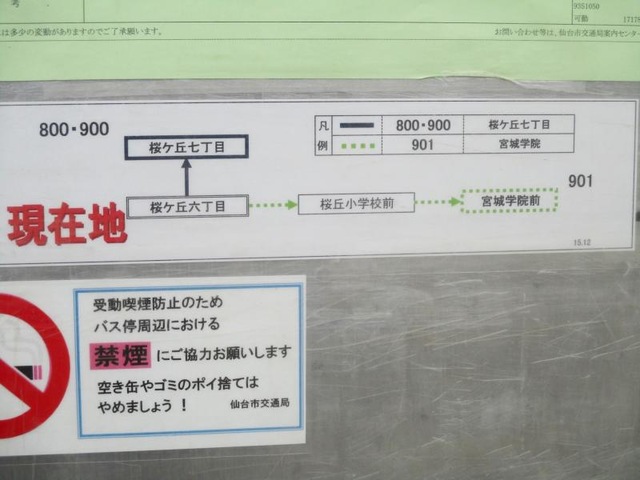 考
9351050
可動
17178
は多少の変動がありますのでご了承願います。
お問い合わせ等は、仙台市交通局案内センター
800・900
桜ケ丘七丁目
凡例
800・900
桜ケ丘七丁目
901
宮城学院
現在地
桜ケ丘六丁目
桜丘小学校前
宮城学院前
901
15.12
受動喫煙防止のため
バス停周辺における
禁煙にご協力お願いします
空き缶やゴミのポイ捨ては
やめましょう！
仙台市交通局